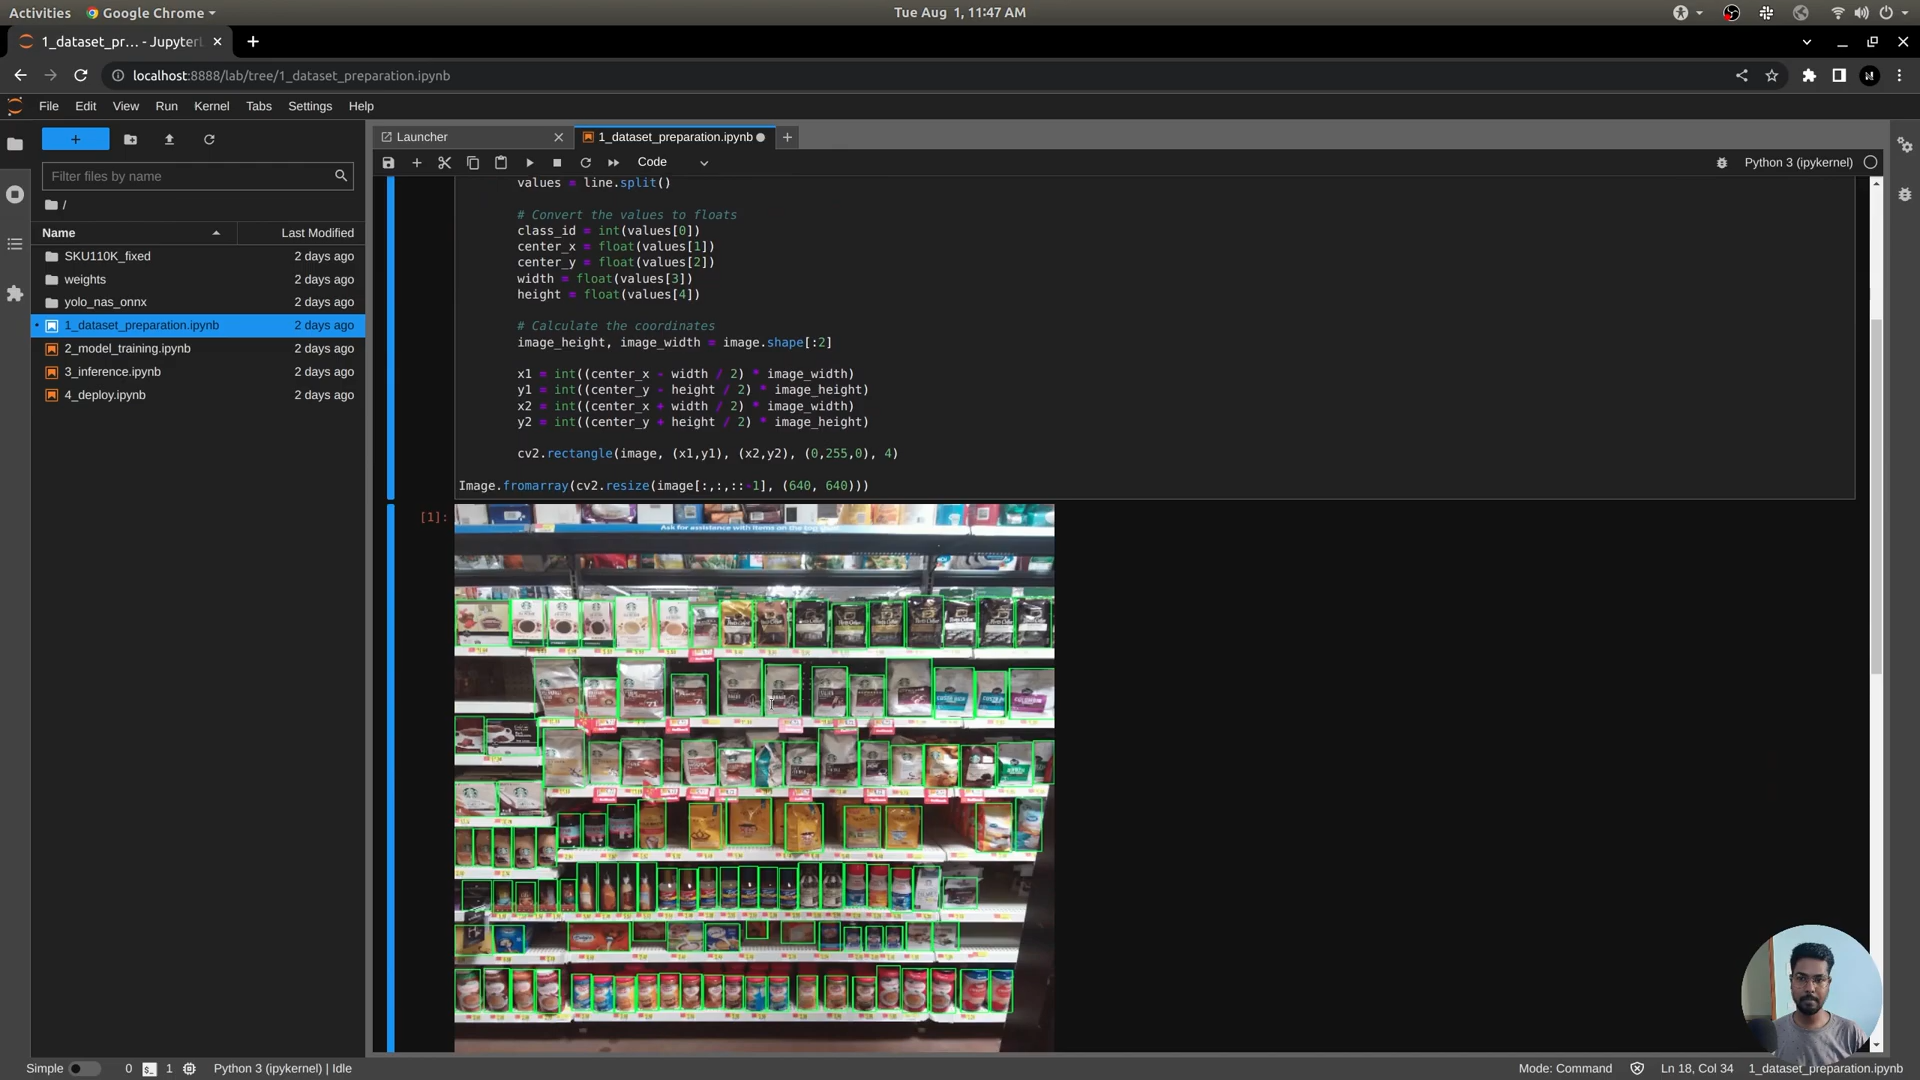 Activities
Google Chrome
Tue Aug 1, 11:47 AM
1_dataset_pr… - JupyterL
localhost:8888/lab/tree/1_dataset_preparation.ipynb
File Edit View Run Kernel Tabs Settings Help
Launcher
1_dataset_preparation.ipynb
Code
Python 3 (ipykernel)
Filter files by name
/
Name Last Modified
SKU110K_fixed 2 days ago
weights 2 days ago
yolo_nas_onnx 2 days ago
1_dataset_preparation.ipynb 2 days ago
2_model_training.ipynb 2 days ago
3_inference.ipynb 2 days ago
4_deploy.ipynb 2 days ago
values = line.split()
# Convert the values to floats
class_id = int(values[0])
center_x = float(values[1])
center_y = float(values[2])
width = float(values[3])
height = float(values[4])
# Calculate the coordinates
image_height, image_width = image.shape[:2]
x1 = int((center_x - width / 2) * image_width)
y1 = int((center_y - height / 2) * image_height)
x2 = int((center_x + width / 2) * image_width)
y2 = int((center_y + height / 2) * image_height)
cv2.rectangle(image, (x1,y1), (x2,y2), (0,255,0), 4)
Image.fromarray(cv2.resize(image[:,:,::-1], (640, 640)))
[1]:
Ask for assistance with items on the top
Simple 0 1 Python 3 (ipykernel) | Idle
Mode: Command Ln 18, Col 34 1_dataset_preparation.ipynb